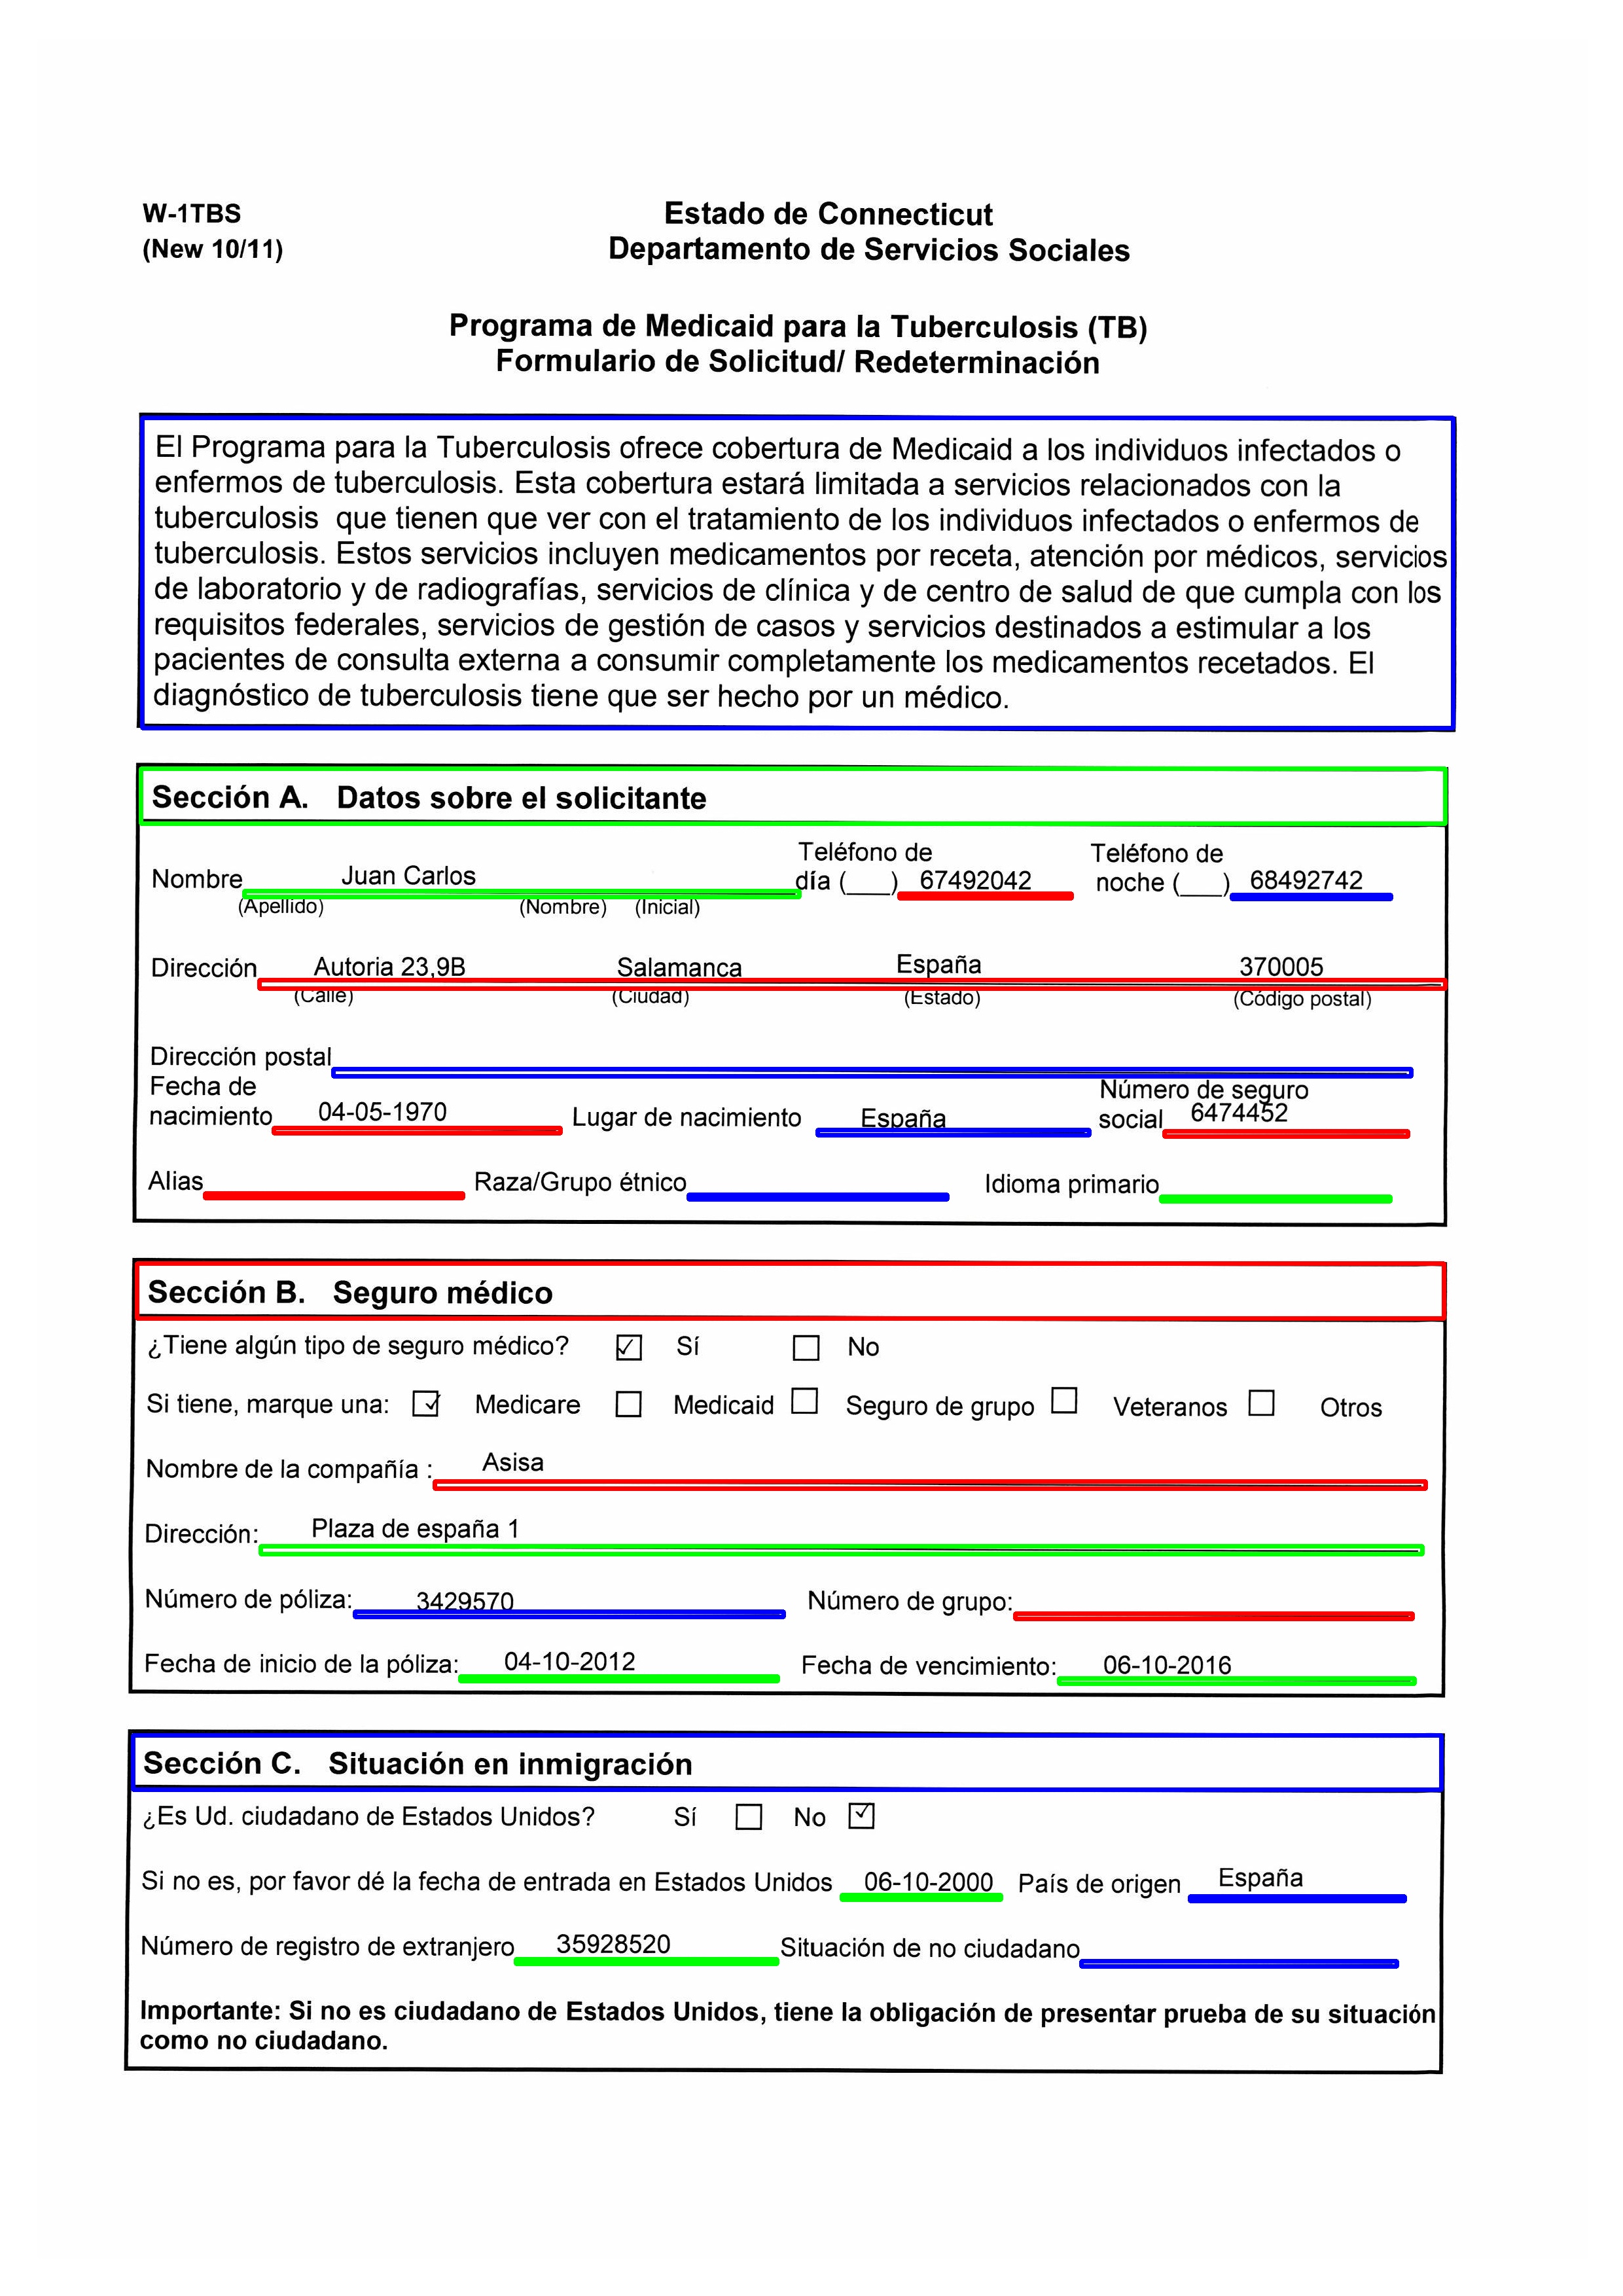 W-1TBS
(New 10/11)
Estado de Connecticut
Departamento de Servicios Sociales
Programa de Medicaid para la Tuberculosis (TB)
Formulario de Solicitud/ Redeterminación
El Programa para la Tuberculosis ofrece cobertura de Medicaid a los individuos infectados o
enfermos de tuberculosis. Esta cobertura estará limitada a servicios relacionados con la
tuberculosis que tienen que ver con el tratamiento de los individuos infectados o enfermos de
tuberculosis. Estos servicios incluyen medicamentos por receta, atención por médicos, servicios
de laboratorio y de radiografías, servicios de clínica y de centro de salud de que cumpla con los
requisitos federales, servicios de gestión de casos y servicios destinados a estimular a los
pacientes de consulta externa a consumir completamente los medicamentos recetados. El
diagnóstico de tuberculosis tiene que ser hecho por un médico.
Sección A. Datos sobre el solicitante
Teléfono de Teléfono de
Nombre Juan Carlos día (___) 67492042 noche (___) 68492742
(Apellido) (Nombre) (Inicial)
Dirección Autoria 23,9B Salamanca España 370005
(Calle) (Ciudad) (Estado) (Código postal)
Dirección postal
Fecha de Número de seguro
nacimiento 04-05-1970 Lugar de nacimiento España social 6474452
Alias Raza/Grupo étnico Idioma primario
Sección B. Seguro médico
¿Tiene algún tipo de seguro médico? ☑ Sí ☐ No
Si tiene, marque una: ☑ Medicare ☐ Medicaid ☐ Seguro de grupo ☐ Veteranos ☐ Otros
Nombre de la compañía : Asisa
Dirección: Plaza de españa 1
Número de póliza: 3429570 Número de grupo:
Fecha de inicio de la póliza: 04-10-2012 Fecha de vencimiento: 06-10-2016
Sección C. Situación en inmigración
¿Es Ud. ciudadano de Estados Unidos? Sí ☐ No ☑
Si no es, por favor dé la fecha de entrada en Estados Unidos 06-10-2000 País de origen España
Número de registro de extranjero 35928520 Situación de no ciudadano
Importante: Si no es ciudadano de Estados Unidos, tiene la obligación de presentar prueba de su situación
como no ciudadano.